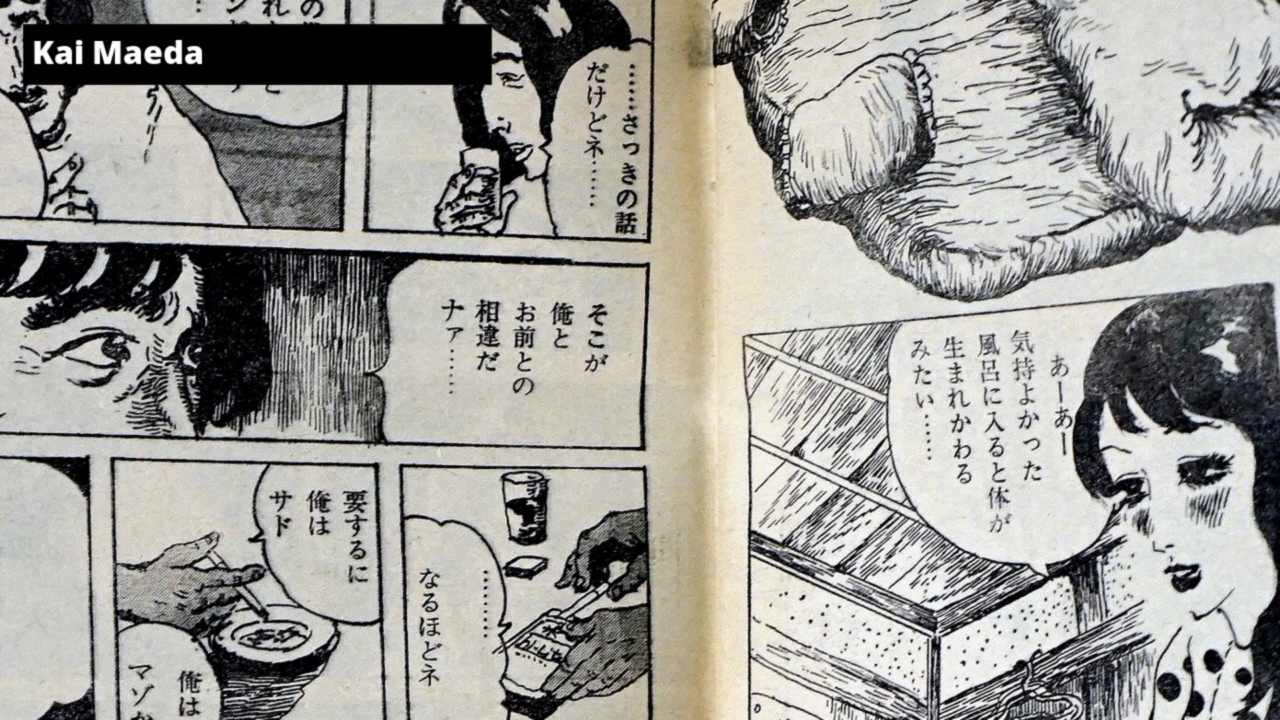 Kai Maeda
あーあー
気持よかった
風呂に入ると体が
生まれかわる
みたい……
……さっきの話
だけどネ……
そこが
俺と
お前との
相違だ
ナァ……
………
なるほどネ
要するに
俺は
サド
俺は
マゾか